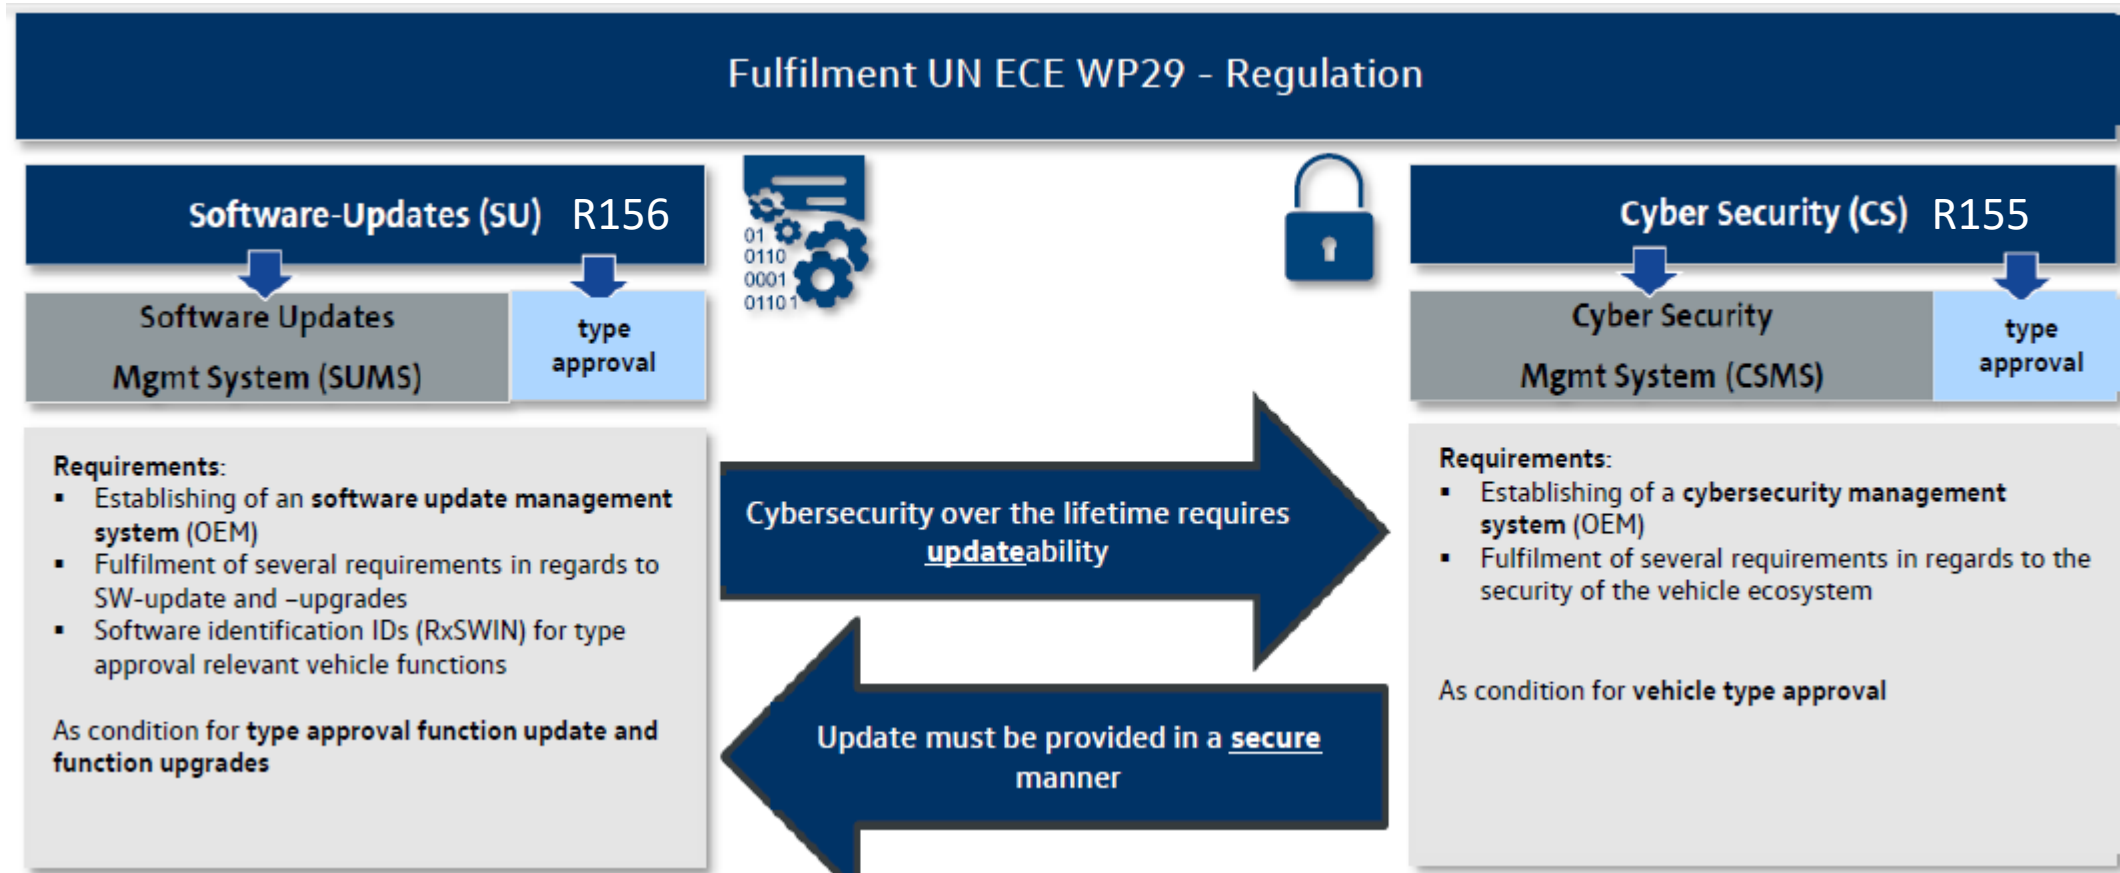 Fulfilment UN ECE WP29 - Regulation
Software-Updates (SU) R156
Software Updates
Mgmt System (SUMS)
type
approval
01
0110
0001
01101
Requirements:
▪ Establishing of an software update management
system (OEM)
▪ Fulfilment of several requirements in regards to
SW-update and –upgrades
▪ Software identification IDs (RxSWIN) for type
approval relevant vehicle functions
As condition for type approval function update and
function upgrades
Cybersecurity over the lifetime requires
updateability
Update must be provided in a secure
manner
Cyber Security (CS) R155
Cyber Security
Mgmt System (CSMS)
type
approval
Requirements:
▪ Establishing of a cybersecurity management
system (OEM)
▪ Fulfilment of several requirements in regards to the
security of the vehicle ecosystem
As condition for vehicle type approval